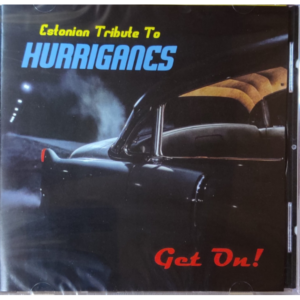 Estonian Tribute To
HURRIGANES
Get On!